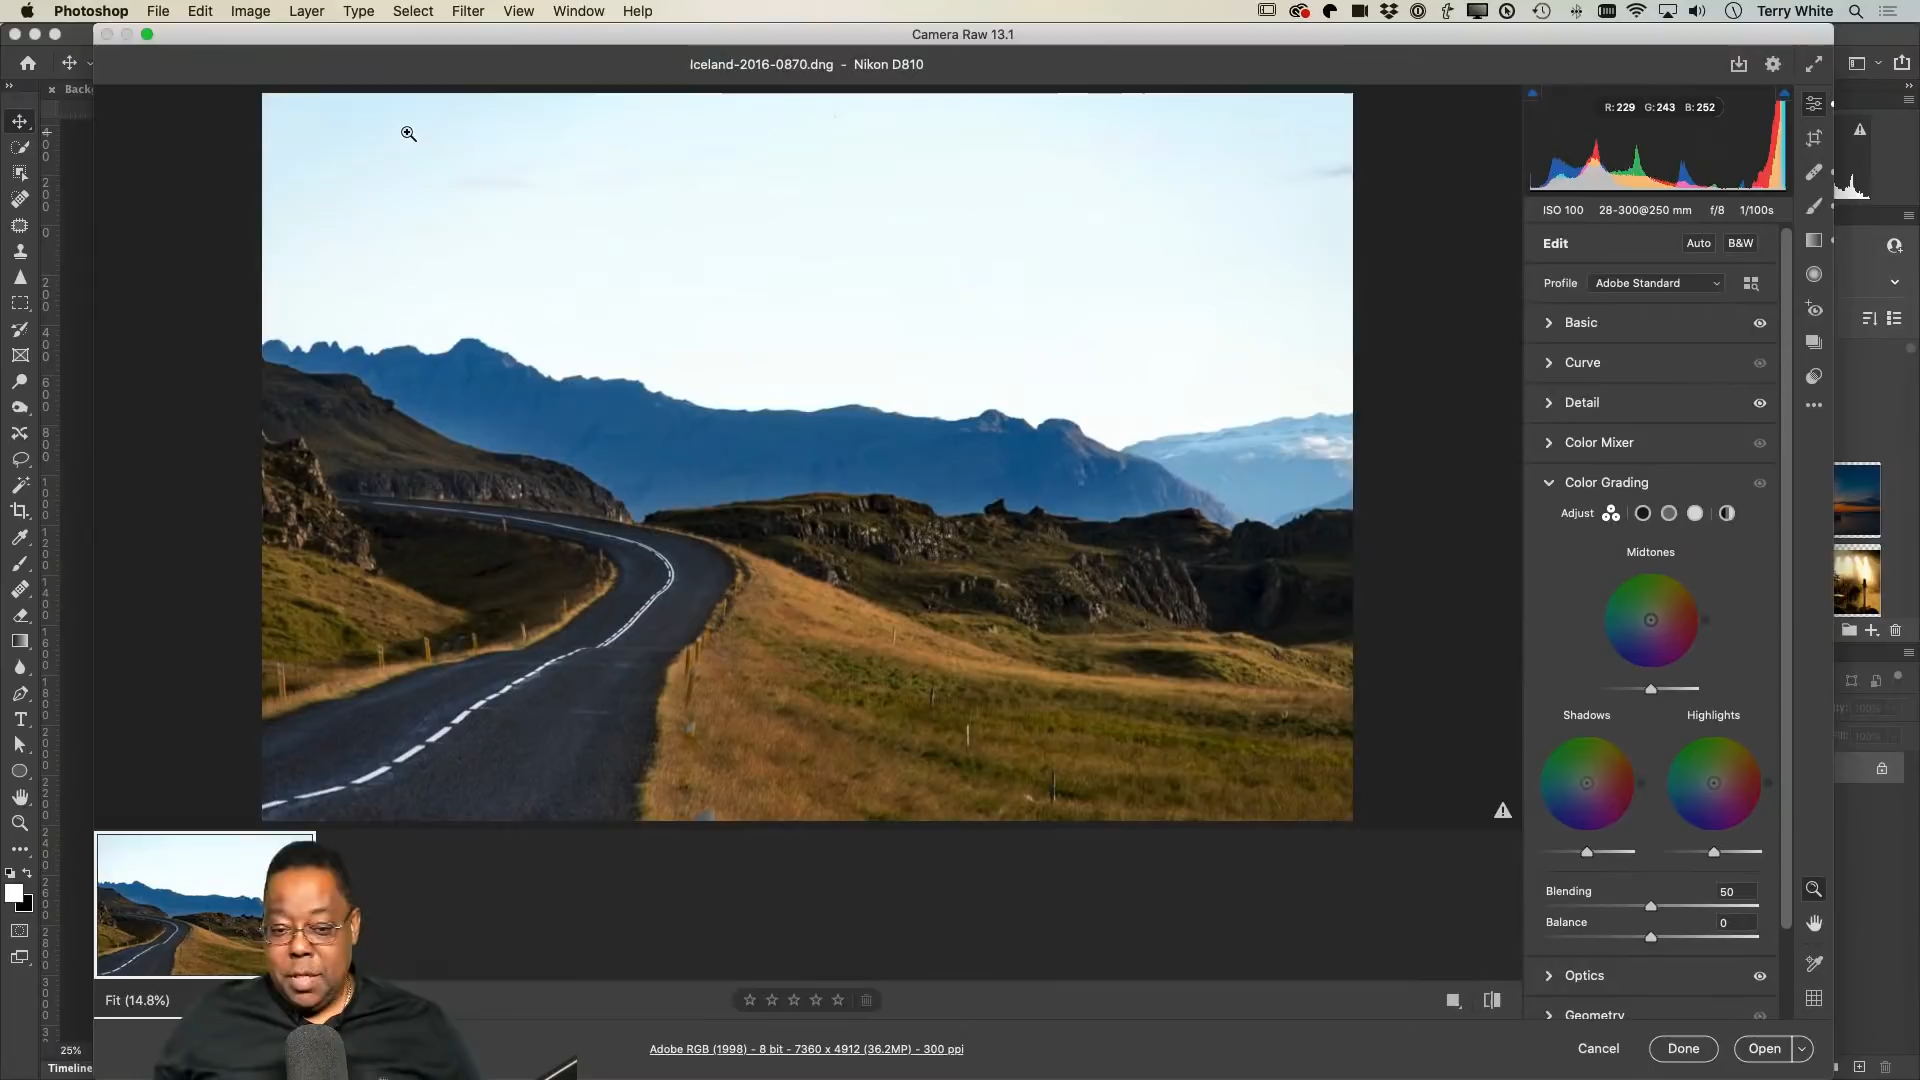 Photoshop File Edit Image Layer Type Select Filter View Window Help Terry White
Camera Raw 13.1
Iceland-2016-0870.dng - Nikon D810
Back
R: 229 G: 243 B: 252
ISO 100 28-300@250 mm f/8 1/100s
Edit Auto B&W
Profile Adobe Standard
Basic
Curve
Detail
Color Mixer
Color Grading
Adjust
Midtones
Shadows Highlights
Blending 50
Balance 0
Optics
Geometry
Fit (14.8%)
Adobe RGB (1998) - 8 bit - 7360 x 4912 (36.2MP) - 300 ppi
Cancel Done Open
25%
Timeline